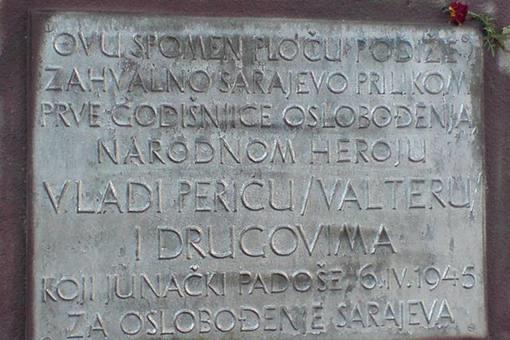 OVU SPOMEN PLOČU PODIŽE
ZAHVALNO SARAJEVO PRILIKOM
PRVE GODIŠNJICE OSLOBOĐENJA
NARODNOM HEROJU
VLADI PERIĆU/VALTERU/
I DRUGOVIMA
KOJI JUNAČKI PADOŠE, 6.IV.1945
ZA OSLOBOĐENJE SARAJEVA